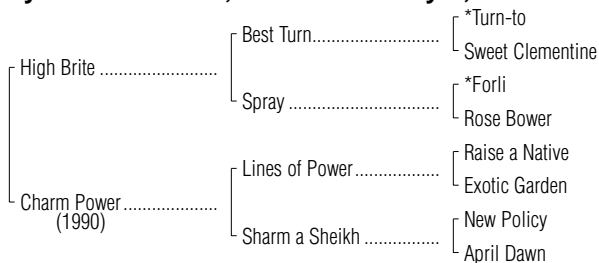 *Turn-to
Best Turn
Sweet Clementine
High Brite
*Forli
Spray
Rose Bower
Raise a Native
Lines of Power
Exotic Garden
Charm Power
(1990)
New Policy
Sharm a Sheikh
April Dawn